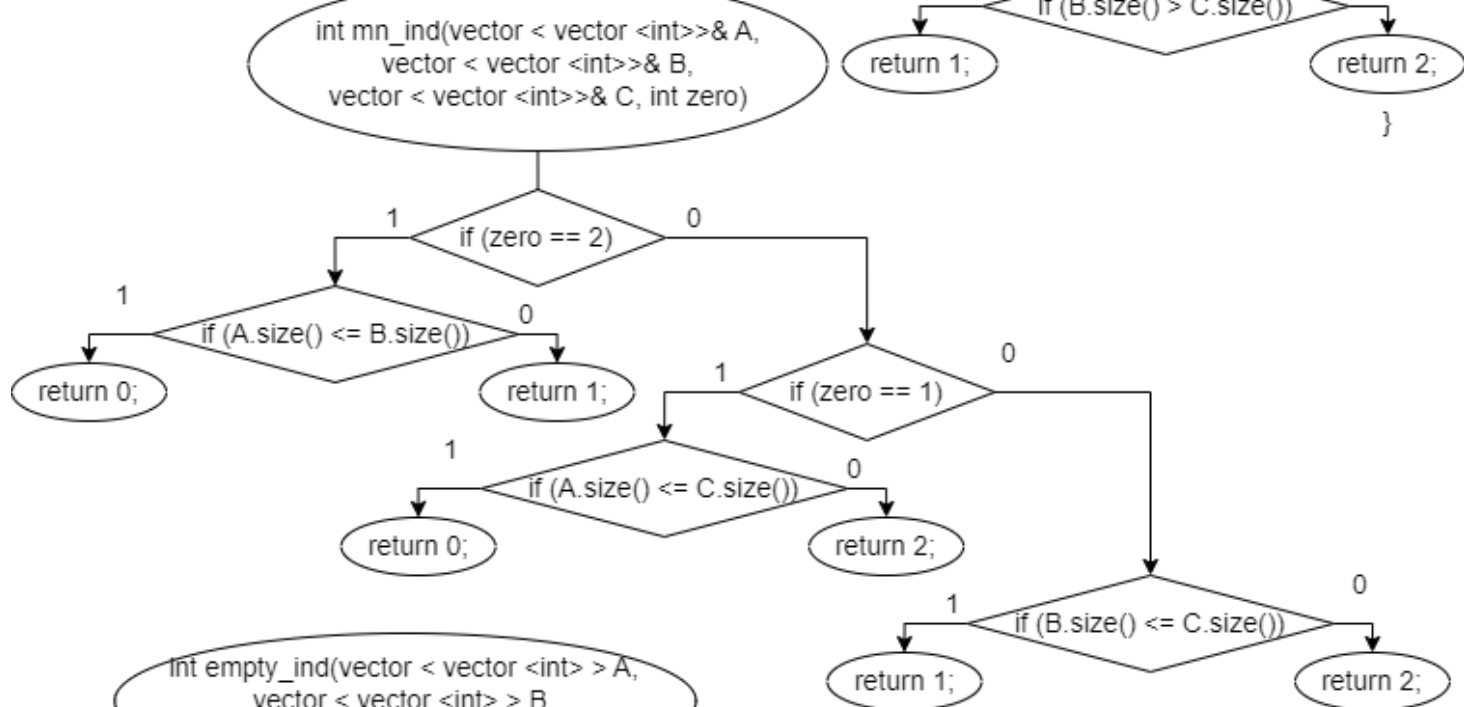 int mn_ind(vector < vector <int>>& A,
vector < vector <int>>& B,
vector < vector <int>>& C, int zero)
if (B.size() > C.size())
return 1;
return 2;
}
1
if (zero == 2)
0
1
if (A.size() <= B.size())
0
return 0;
return 1;
1
if (zero == 1)
0
1
if (A.size() <= C.size())
0
return 0;
return 2;
1
if (B.size() <= C.size())
0
return 1;
return 2;
int empty_ind(vector < vector <int> > A,
vector < vector <int> > B